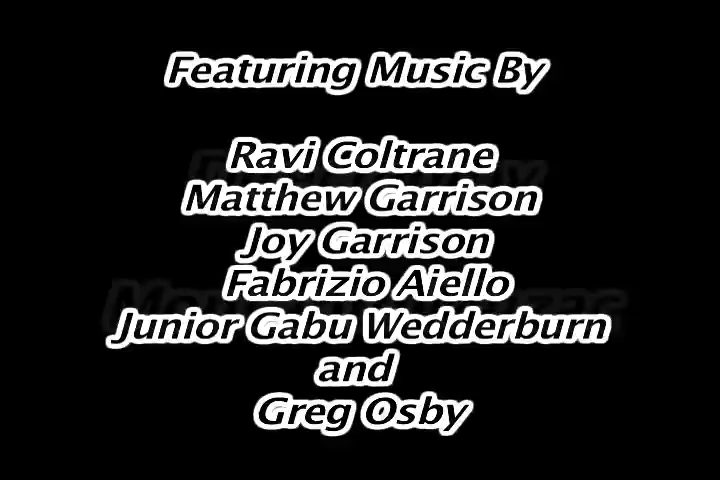 Featuring Music By
Ravi Coltrane
Matthew Garrison
Joy Garrison
Fabrizio Aiello
Junior Gabu Wedderburn
and
Greg Osby